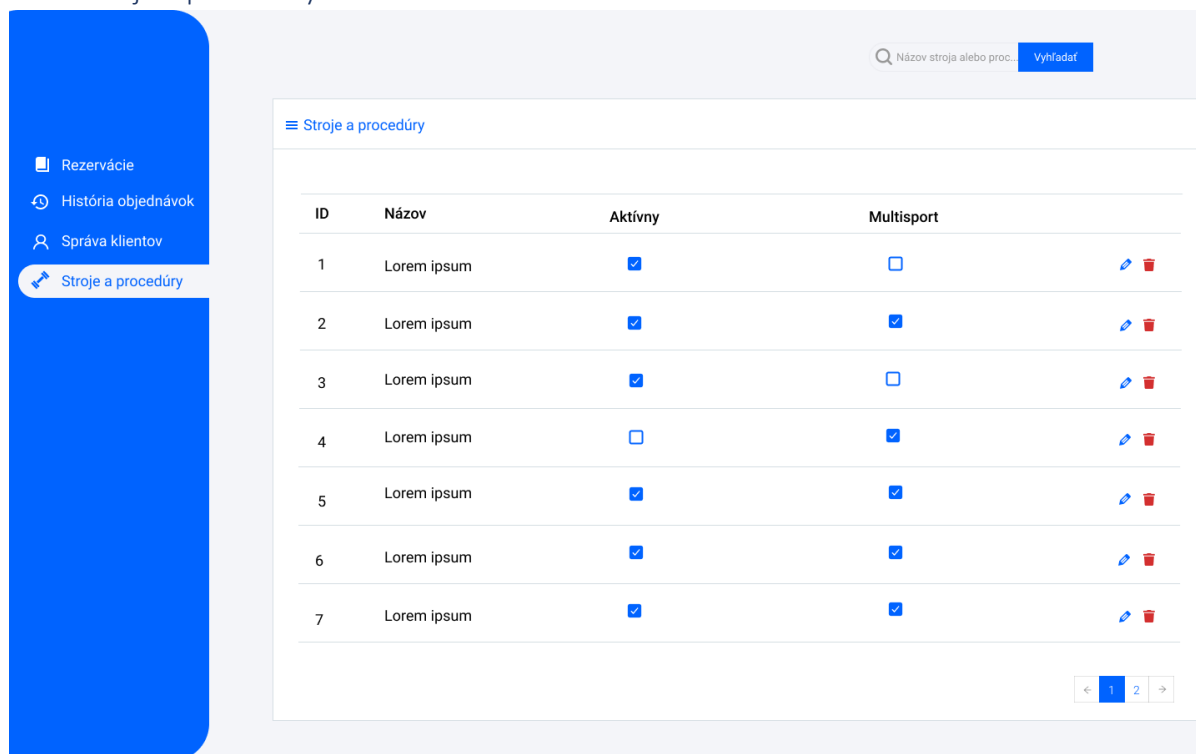 Názov stroja alebo proc...
Vyhľadať
Stroje a procedúry
Rezervácie
História objednávok
Správa klientov
Stroje a procedúry
ID Názov Aktívny Multisport
1 Lorem ipsum
2 Lorem ipsum
3 Lorem ipsum
4 Lorem ipsum
5 Lorem ipsum
6 Lorem ipsum
7 Lorem ipsum
← 1 2 →